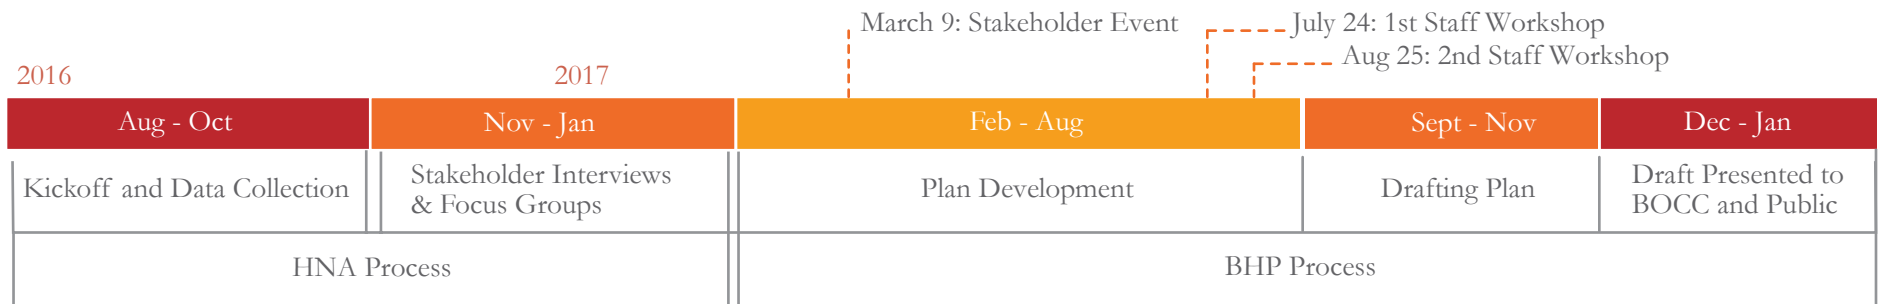 March 9: Stakeholder Event
July 24: 1st Staff Workshop
Aug 25: 2nd Staff Workshop
2016
2017
Aug - Oct
Nov - Jan
Feb - Aug
Sept - Nov
Dec - Jan
Kickoff and Data Collection
Stakeholder Interviews
& Focus Groups
Plan Development
Drafting Plan
Draft Presented to
BOCC and Public
HNA Process
BHP Process